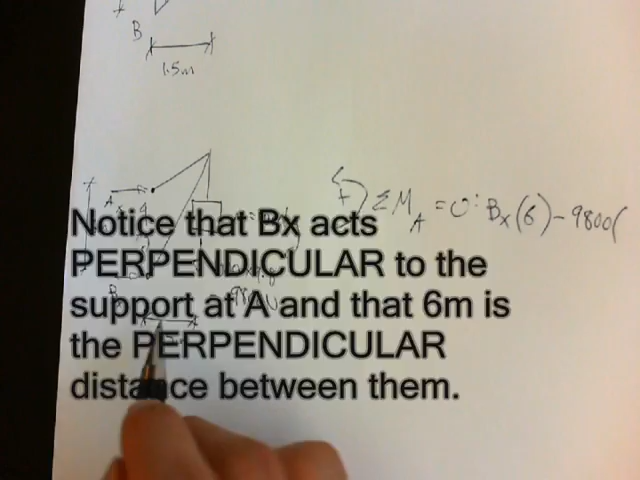 B
1.5m
A
+ ΣM_A = 0: Bx(6) - 9800(
Notice that Bx acts
PERPENDICULAR to the
support at A and that 6m is
the PERPENDICULAR
distance between them.